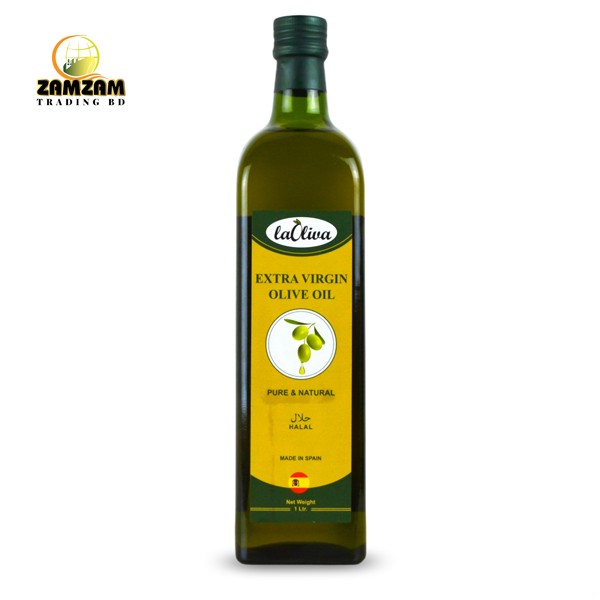 ZAMZAM
TRADING BD
laOliva
EXTRA VIRGIN
OLIVE OIL
PURE & NATURAL
حلال
HALAL
MADE IN SPAIN
Net Weight
1 Ltr